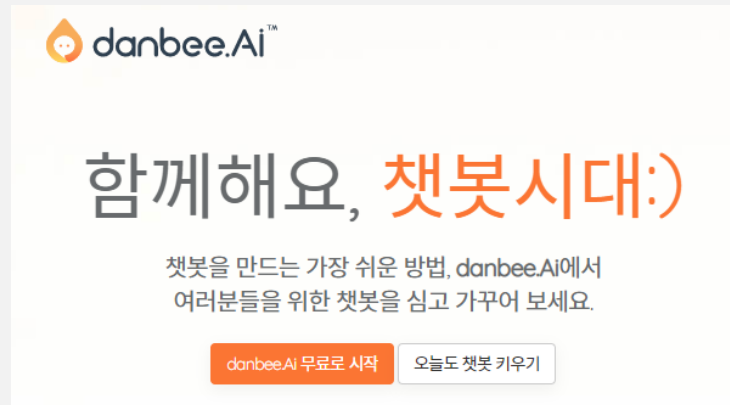 danbee.Ai™
함께해요, 챗봇시대:)
챗봇을 만드는 가장 쉬운 방법, danbee.Ai에서
여러분들을 위한 챗봇을 심고 가꾸어 보세요.
danbee.Ai 무료로 시작 오늘도 챗봇 키우기